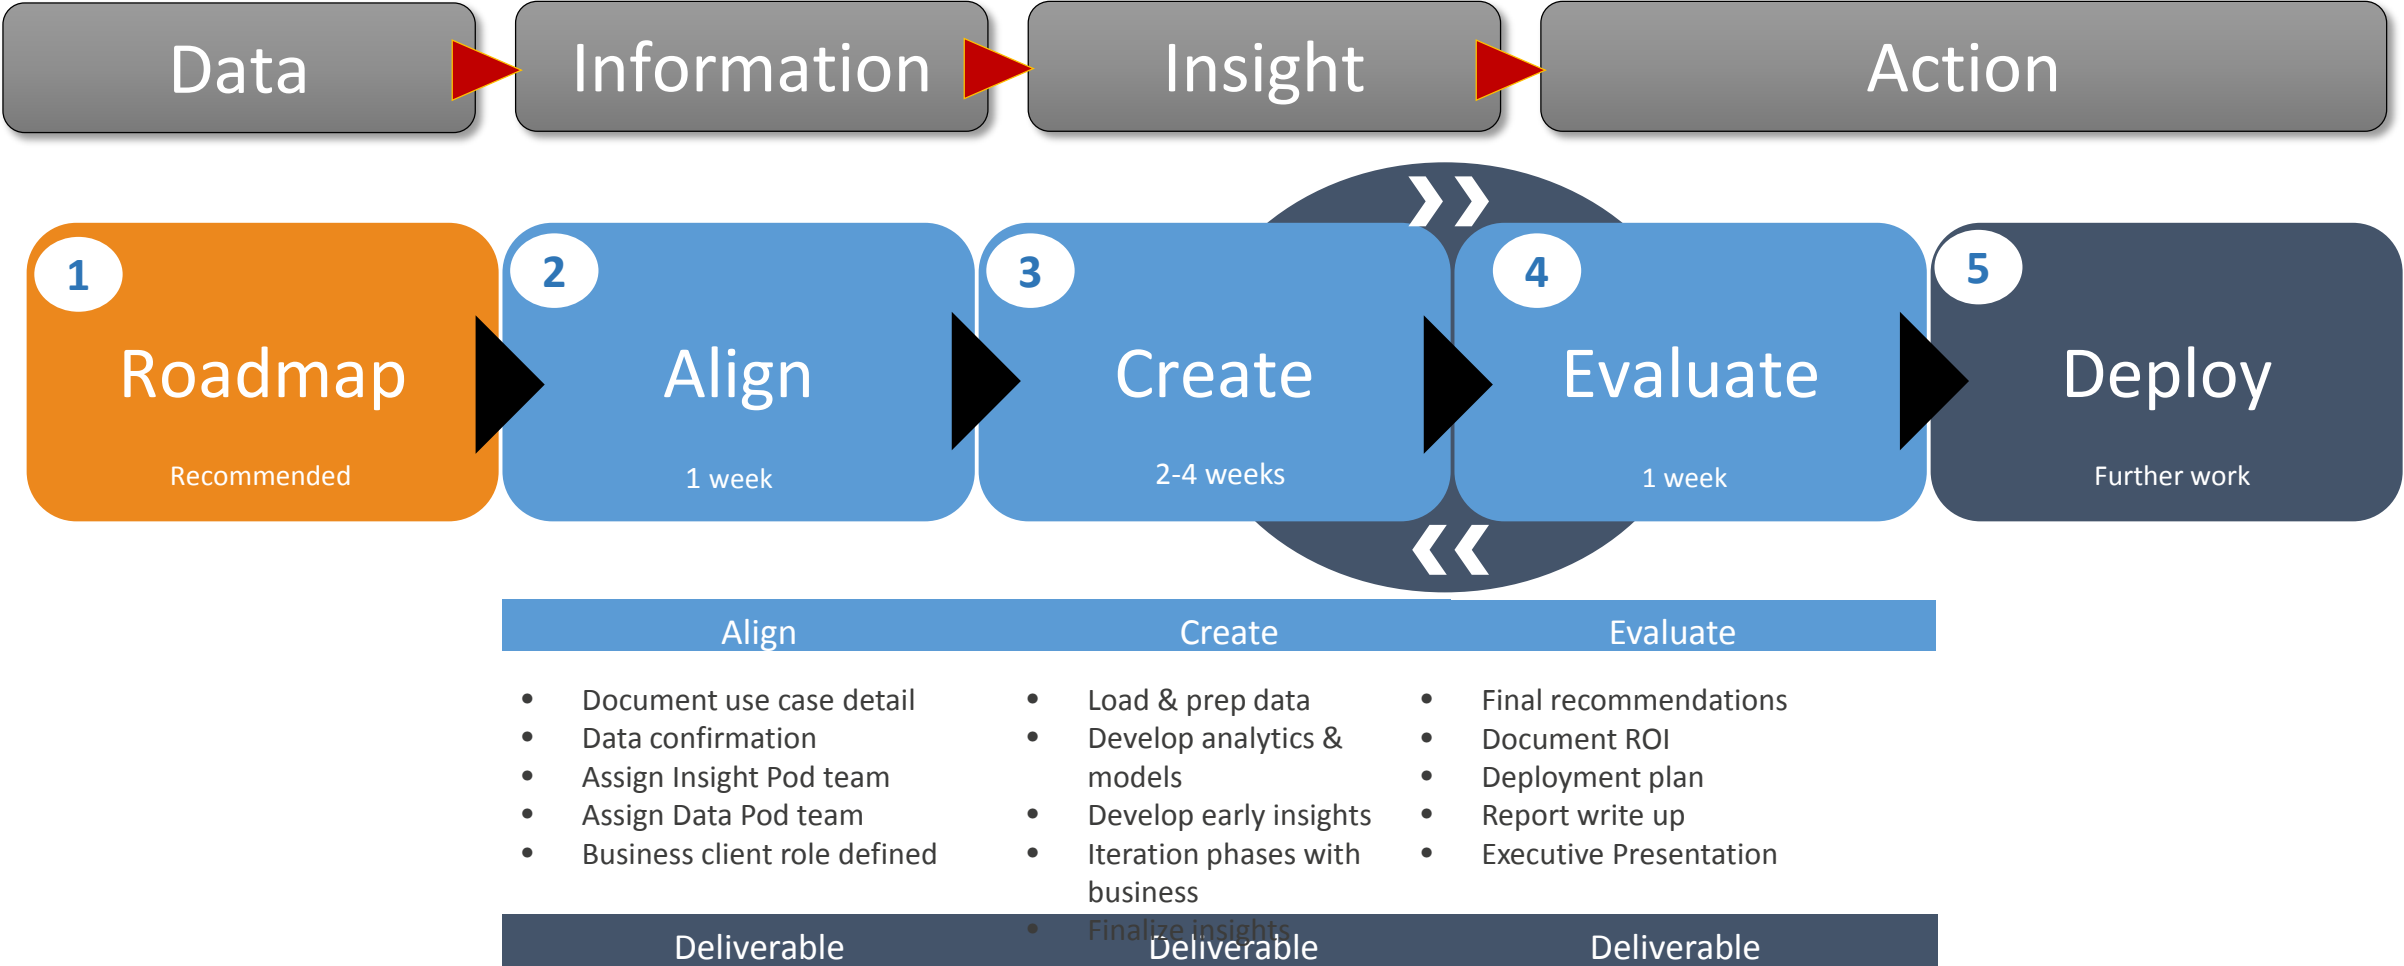 Data
Information
Insight
Action
1
2
3
4
5
Roadmap
Align
Create
Evaluate
Deploy
Recommended
1 week
2-4 weeks
1 week
Further work
Align
Create
Evaluate
• Document use case detail
• Data confirmation
• Assign Insight Pod team
• Assign Data Pod team
• Business client role defined
• Load & prep data
• Develop analytics &
models
• Develop early insights
• Iteration phases with
business
• Finalize insights
• Final recommendations
• Document ROI
• Deployment plan
• Report write up
• Executive Presentation
Deliverable
Deliverable
Deliverable